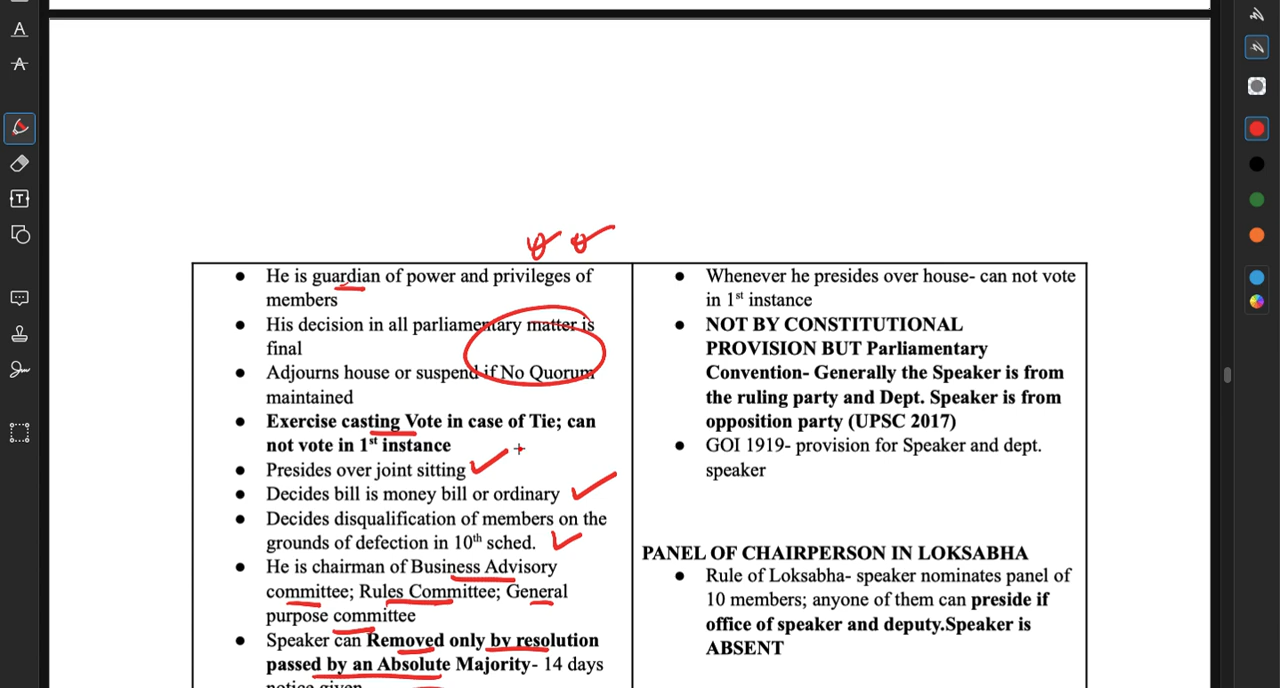 ● He is guardian of power and privileges of
members
● His decision in all parliamentary matter is
final
● Adjourns house or suspend if No Quorum
maintained
● Exercise casting Vote in case of Tie; can
not vote in 1st instance
● Presides over joint sitting
● Decides bill is money bill or ordinary
● Decides disqualification of members on the
grounds of defection in 10th sched.
● He is chairman of Business Advisory
committee; Rules Committee; General
purpose committee
● Speaker can Removed only by resolution
passed by an Absolute Majority- 14 days
notice given
● Whenever he presides over house- can not vote
in 1st instance
● NOT BY CONSTITUTIONAL
PROVISION BUT Parliamentary
Convention- Generally the Speaker is from
the ruling party and Dept. Speaker is from
opposition party (UPSC 2017)
● GOI 1919- provision for Speaker and dept.
speaker
PANEL OF CHAIRPERSON IN LOKSABHA
● Rule of Loksabha- speaker nominates panel of
10 members; anyone of them can preside if
office of speaker and deputy.Speaker is
ABSENT